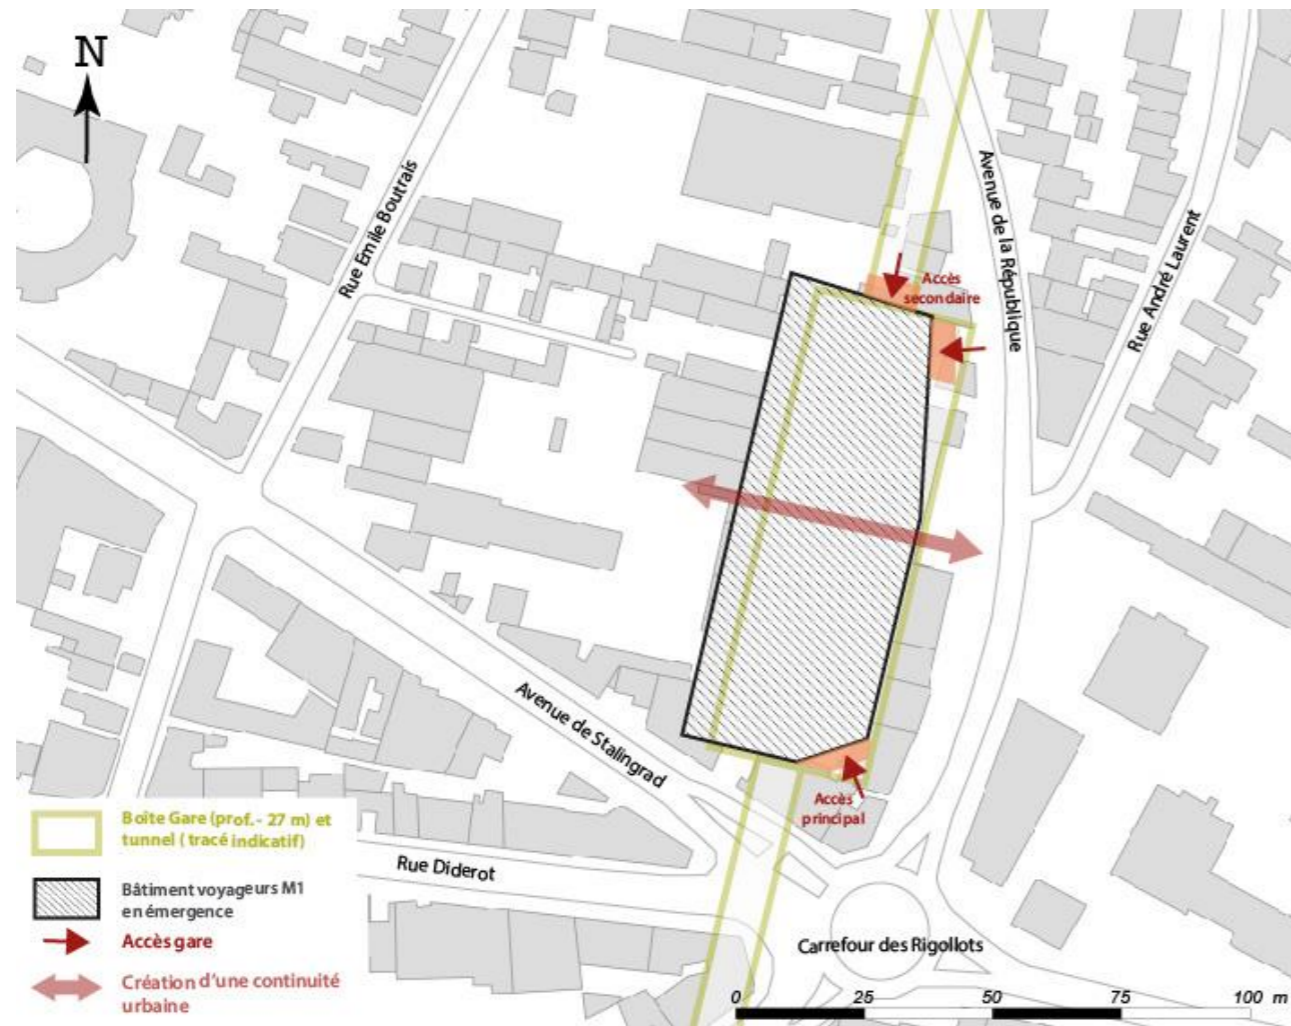 N
Rue Emile Boutrais
Avenue de la République
Rue André Laurent
Accès
secondaire
Avenue de Stalingrad
Accès
principal
Rue Diderot
Carrefour des Rigollots
Boîte Gare (prof. - 27 m) et
tunnel ( tracé indicatif)
Bâtiment voyageurs M1
en émergence
Accès gare
Création d'une continuité
urbaine
0 25 50 75 100 m